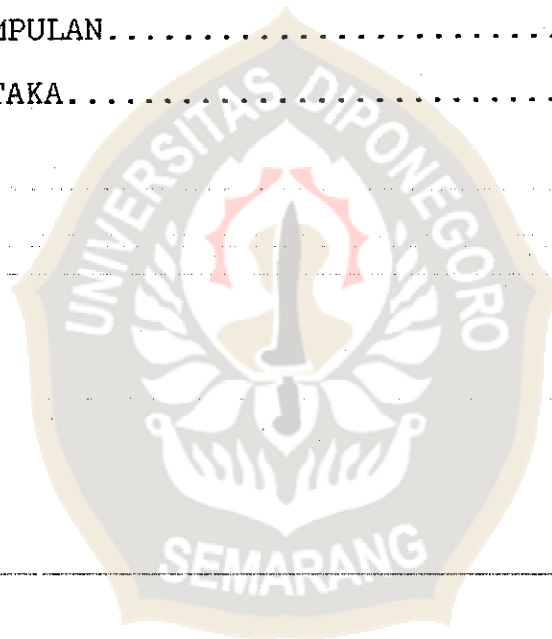 MPULAN..........................
TAKA............................
UNIVERSITAS DIPONEGORO
SEMARANG